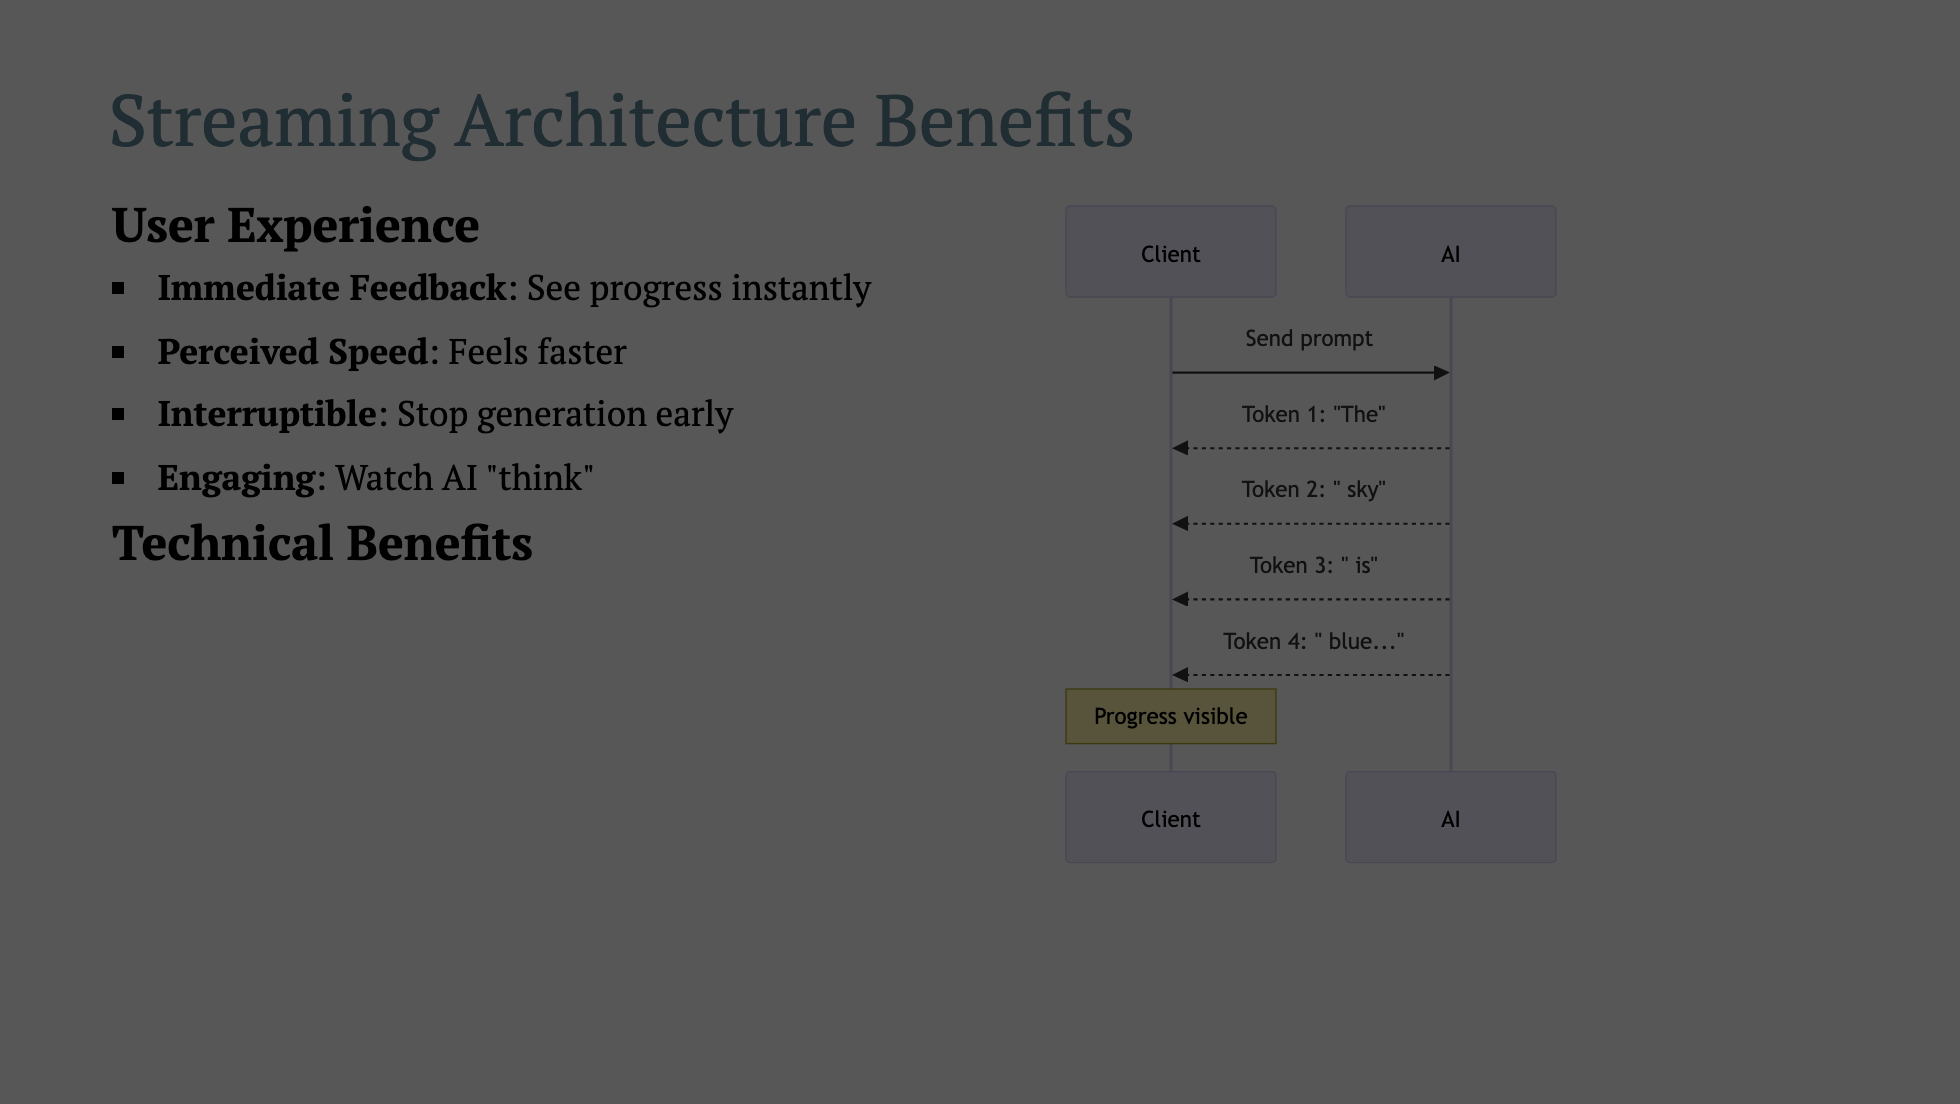 Streaming Architecture Benefits
User Experience
▪ Immediate Feedback: See progress instantly
▪ Perceived Speed: Feels faster
▪ Interruptible: Stop generation early
▪ Engaging: Watch AI "think"
Technical Benefits
Client
AI
Send prompt
Token 1: "The"
Token 2: " sky"
Token 3: " is"
Token 4: " blue..."
Progress visible
Client
AI